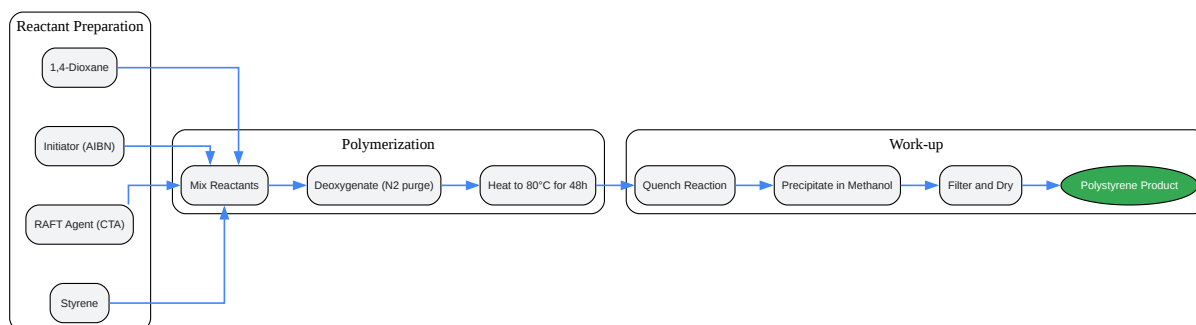 Reactant Preparation
1,4-Dioxane
Initiator (AIBN)
RAFT Agent (CTA)
Styrene
Polymerization
Mix Reactants
Deoxygenate (N2 purge)
Heat to 80°C for 48h
Work-up
Quench Reaction
Precipitate in Methanol
Filter and Dry
Polystyrene Product